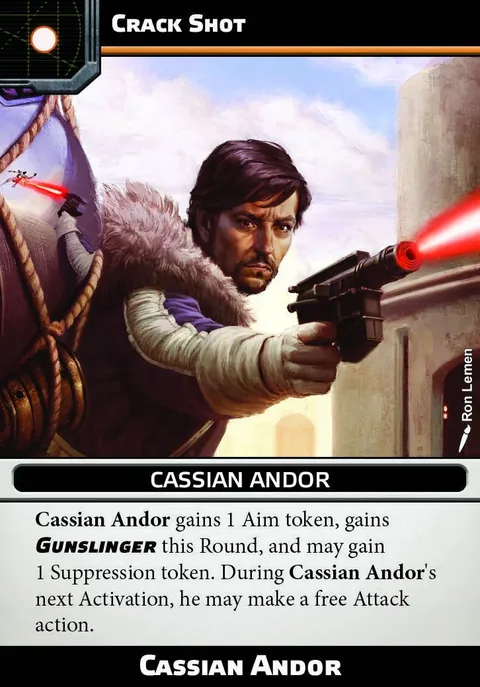 Crack Shot
Ron Lemen
CASSIAN ANDOR
Cassian Andor gains 1 Aim token, gains
Gunslinger this Round, and may gain
1 Suppression token. During Cassian Andor's
next Activation, he may make a free Attack
action.
Cassian Andor